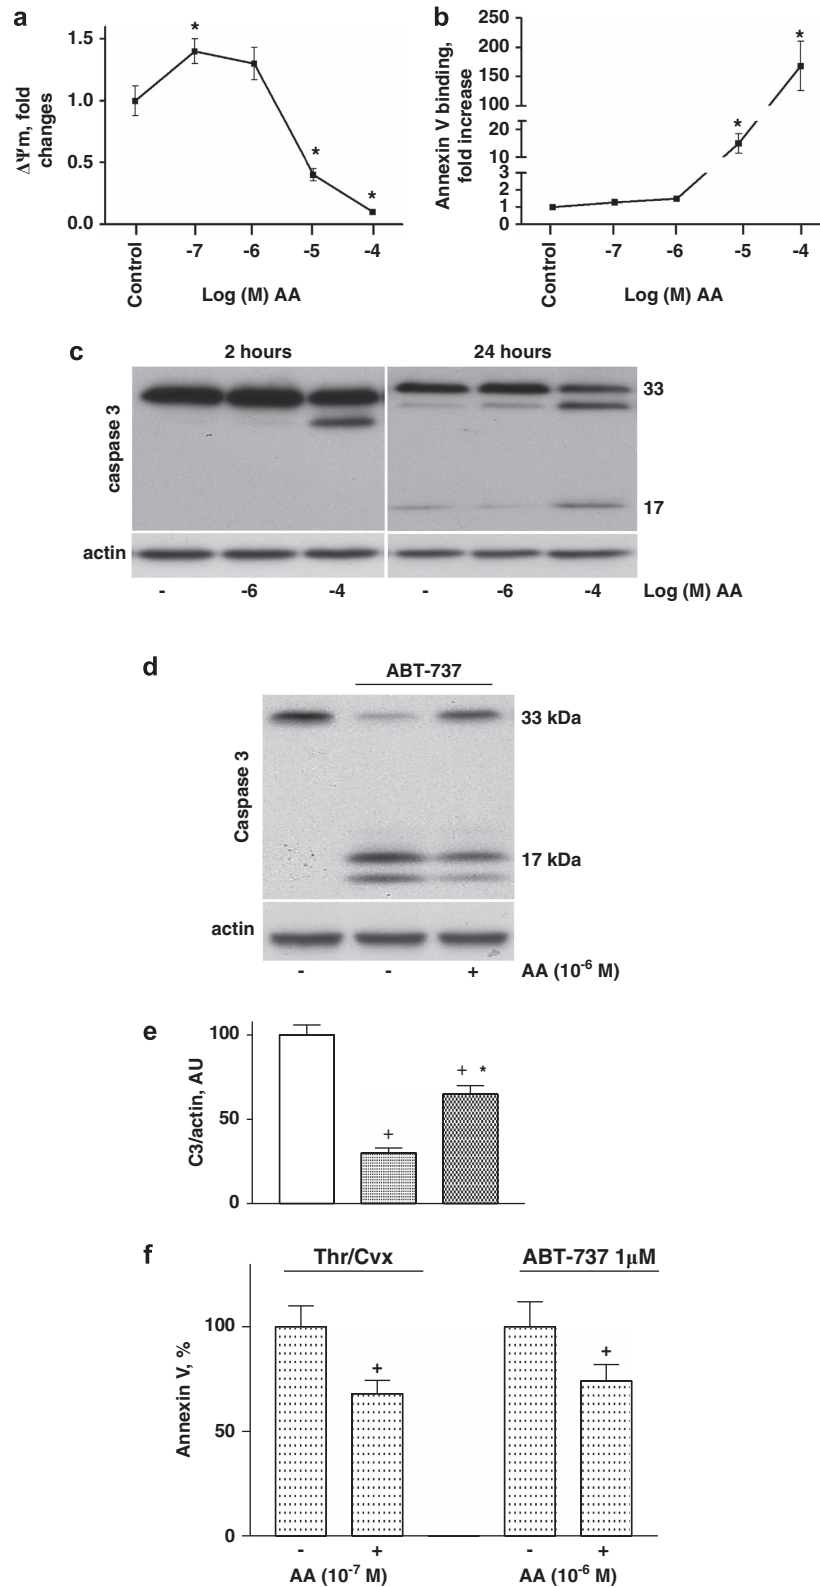 a
ΔΨm, fold changes
1.5
1.0
0.5
0.0
*
*
*
Control -7 -6 -5 -4
Log (M) AA
b
Annexin V binding, fold increase
250
200
150
100
20
10
3
2
1
0
*
*
Control -7 -6 -5 -4
Log (M) AA
c
2 hours 24 hours
caspase 3
33
17
actin
- -6 -4 - -6 -4 Log (M) AA
d
ABT-737
Caspase 3
33 kDa
17 kDa
actin
- - + AA (10⁻⁶ M)
e
C3/actin, AU
100
50
0
+
+ *
f
Thr/Cvx ABT-737 1μM
Annexin V, %
100
50
0
+
+
- + - +
AA (10⁻⁷ M) AA (10⁻⁶ M)